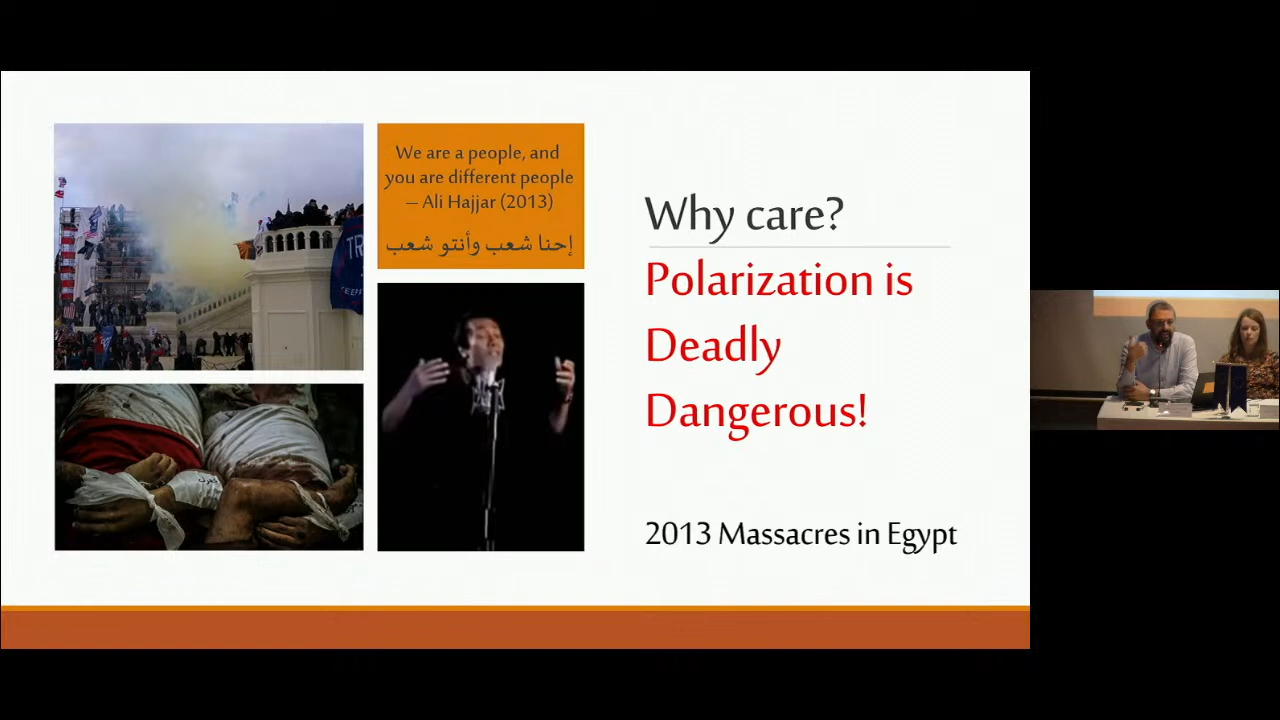 We are a people, and
you are different people
– Ali Hajjar (2013)
إحنا شعب وأنتو شعب
Why care?
Polarization is
Deadly
Dangerous!
2013 Massacres in Egypt